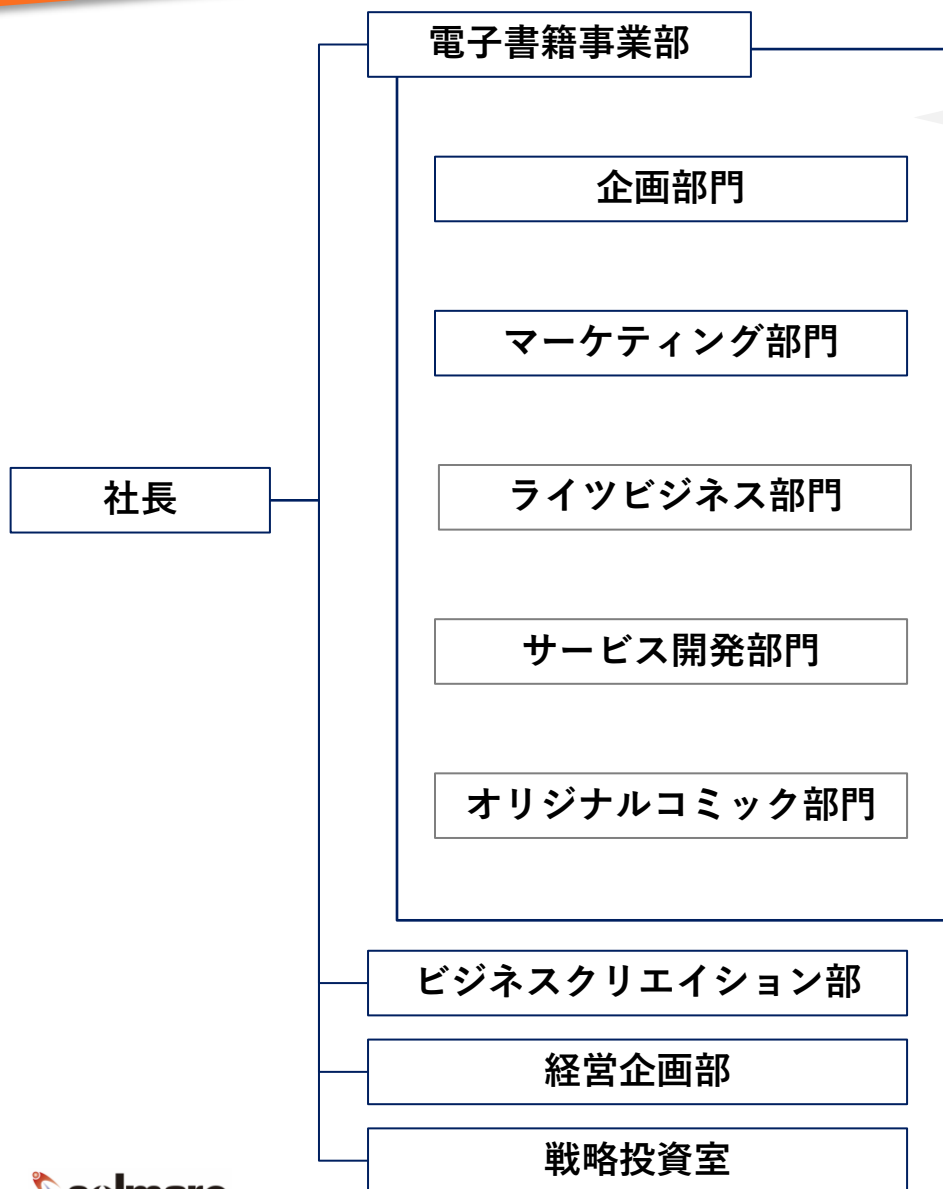 電子書籍事業部
企画部門
マーケティング部門
社長
ライツビジネス部門
サービス開発部門
オリジナルコミック部門
ビジネスクリエイション部
経営企画部
戦略投資室